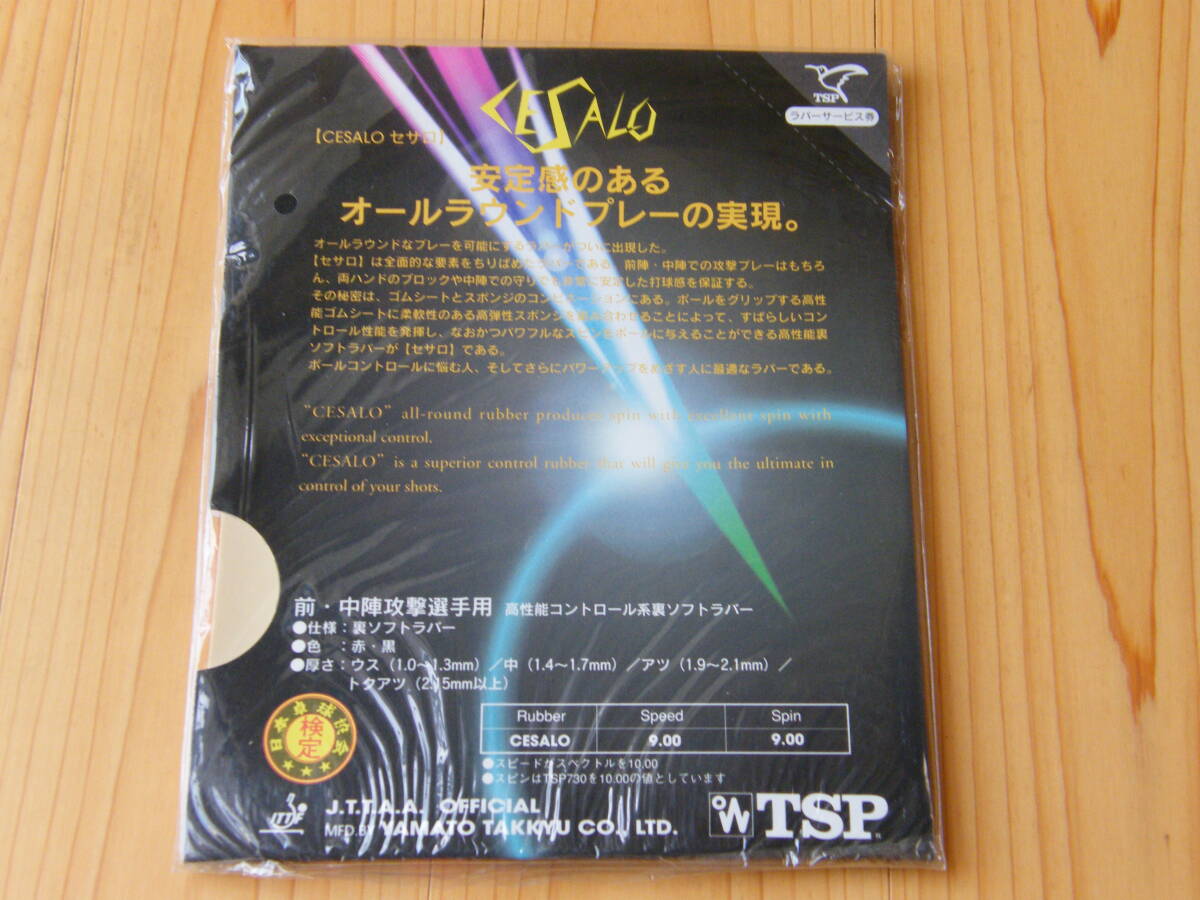 TSP
ラバーサービス券
CESALO
【CESALO セサロ】
安定感のある
オールラウンドプレーの実現。
オールラウンドなプレーを可能にするラバーがついに出現した。
【セサロ】は全面的な要素をちりばめたラバーである。前陣・中陣での攻撃プレーはもちろ
ん、両ハンドのブロックや中陣での守りでも非常に安定した打球感を保証する。
その秘密は、ゴムシートとスポンジのコンビネーションにある。ボールをグリップする高性
能ゴムシートに柔軟性のある高弾性スポンジを組み合わせることによって、すばらしいコン
トロール性能を発揮し、なおかつパワフルなスピンをボールに与えることができる高性能裏
ソフトラバーが【セサロ】である。
ボールコントロールに悩む人、そしてさらにパワーアップをめざす人に最適なラバーである。
"CESALO" all-round rubber produces spin with excellent spin with
exceptional control.
"CESALO" is a superior control rubber that will give you the ultimate in
control of your shots.
前・中陣攻撃選手用 高性能コントロール系裏ソフトラバー
●仕様：裏ソフトラバー
●色 ：赤・黒
●厚さ：ウス（1.0～1.3mm）／中（1.4～1.7mm）／アツ（1.9～2.1mm）／
トクアツ（2.15mm以上）
Rubber Speed Spin
CESALO 9.00 9.00
●スピードがスペクトルを10.00
●スピンはTSP730を10.00の値としています
日本卓球協会
検定
ITTF
J.T.T.A.A. OFFICIAL
MFD.BY YAMATO TAKKYU CO., LTD.
TSP